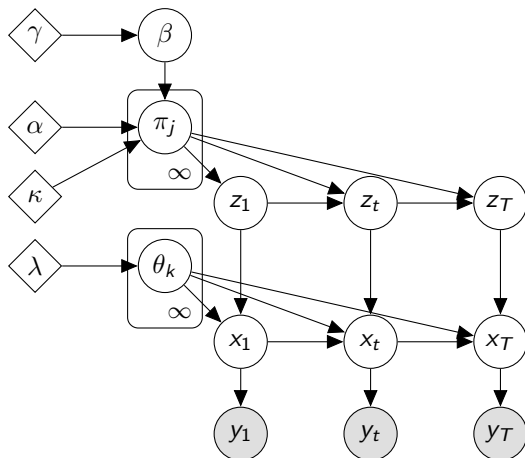 γ β
α π_j
∞
κ z_1 z_t z_T
λ θ_k
∞
x_1 x_t x_T
y_1 y_t y_T